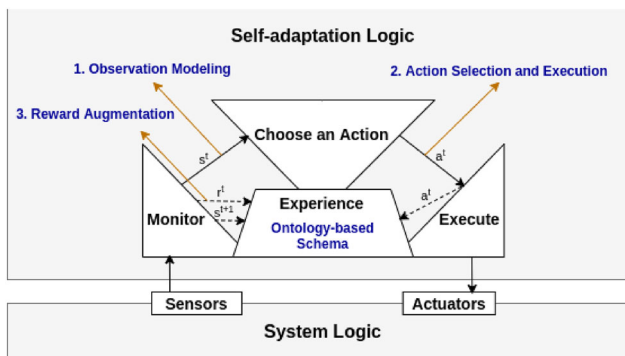 Self-adaptation Logic
1. Observation Modeling
2. Action Selection and Execution
3. Reward Augmentation
Choose an Action
s^t
a^t
r^t
a^t
s^t+1
Monitor
Experience
Ontology-based
Schema
Execute
Sensors
Actuators
System Logic